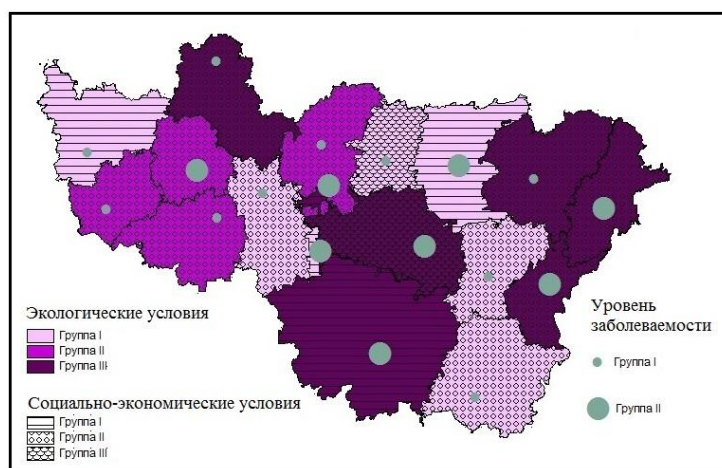 Экологические условия
Группа I
Группа II
Группа III
Социально-экономические условия
Группа I
Группа II
Группа III
Уровень
заболеваемости
Группа I
Группа II